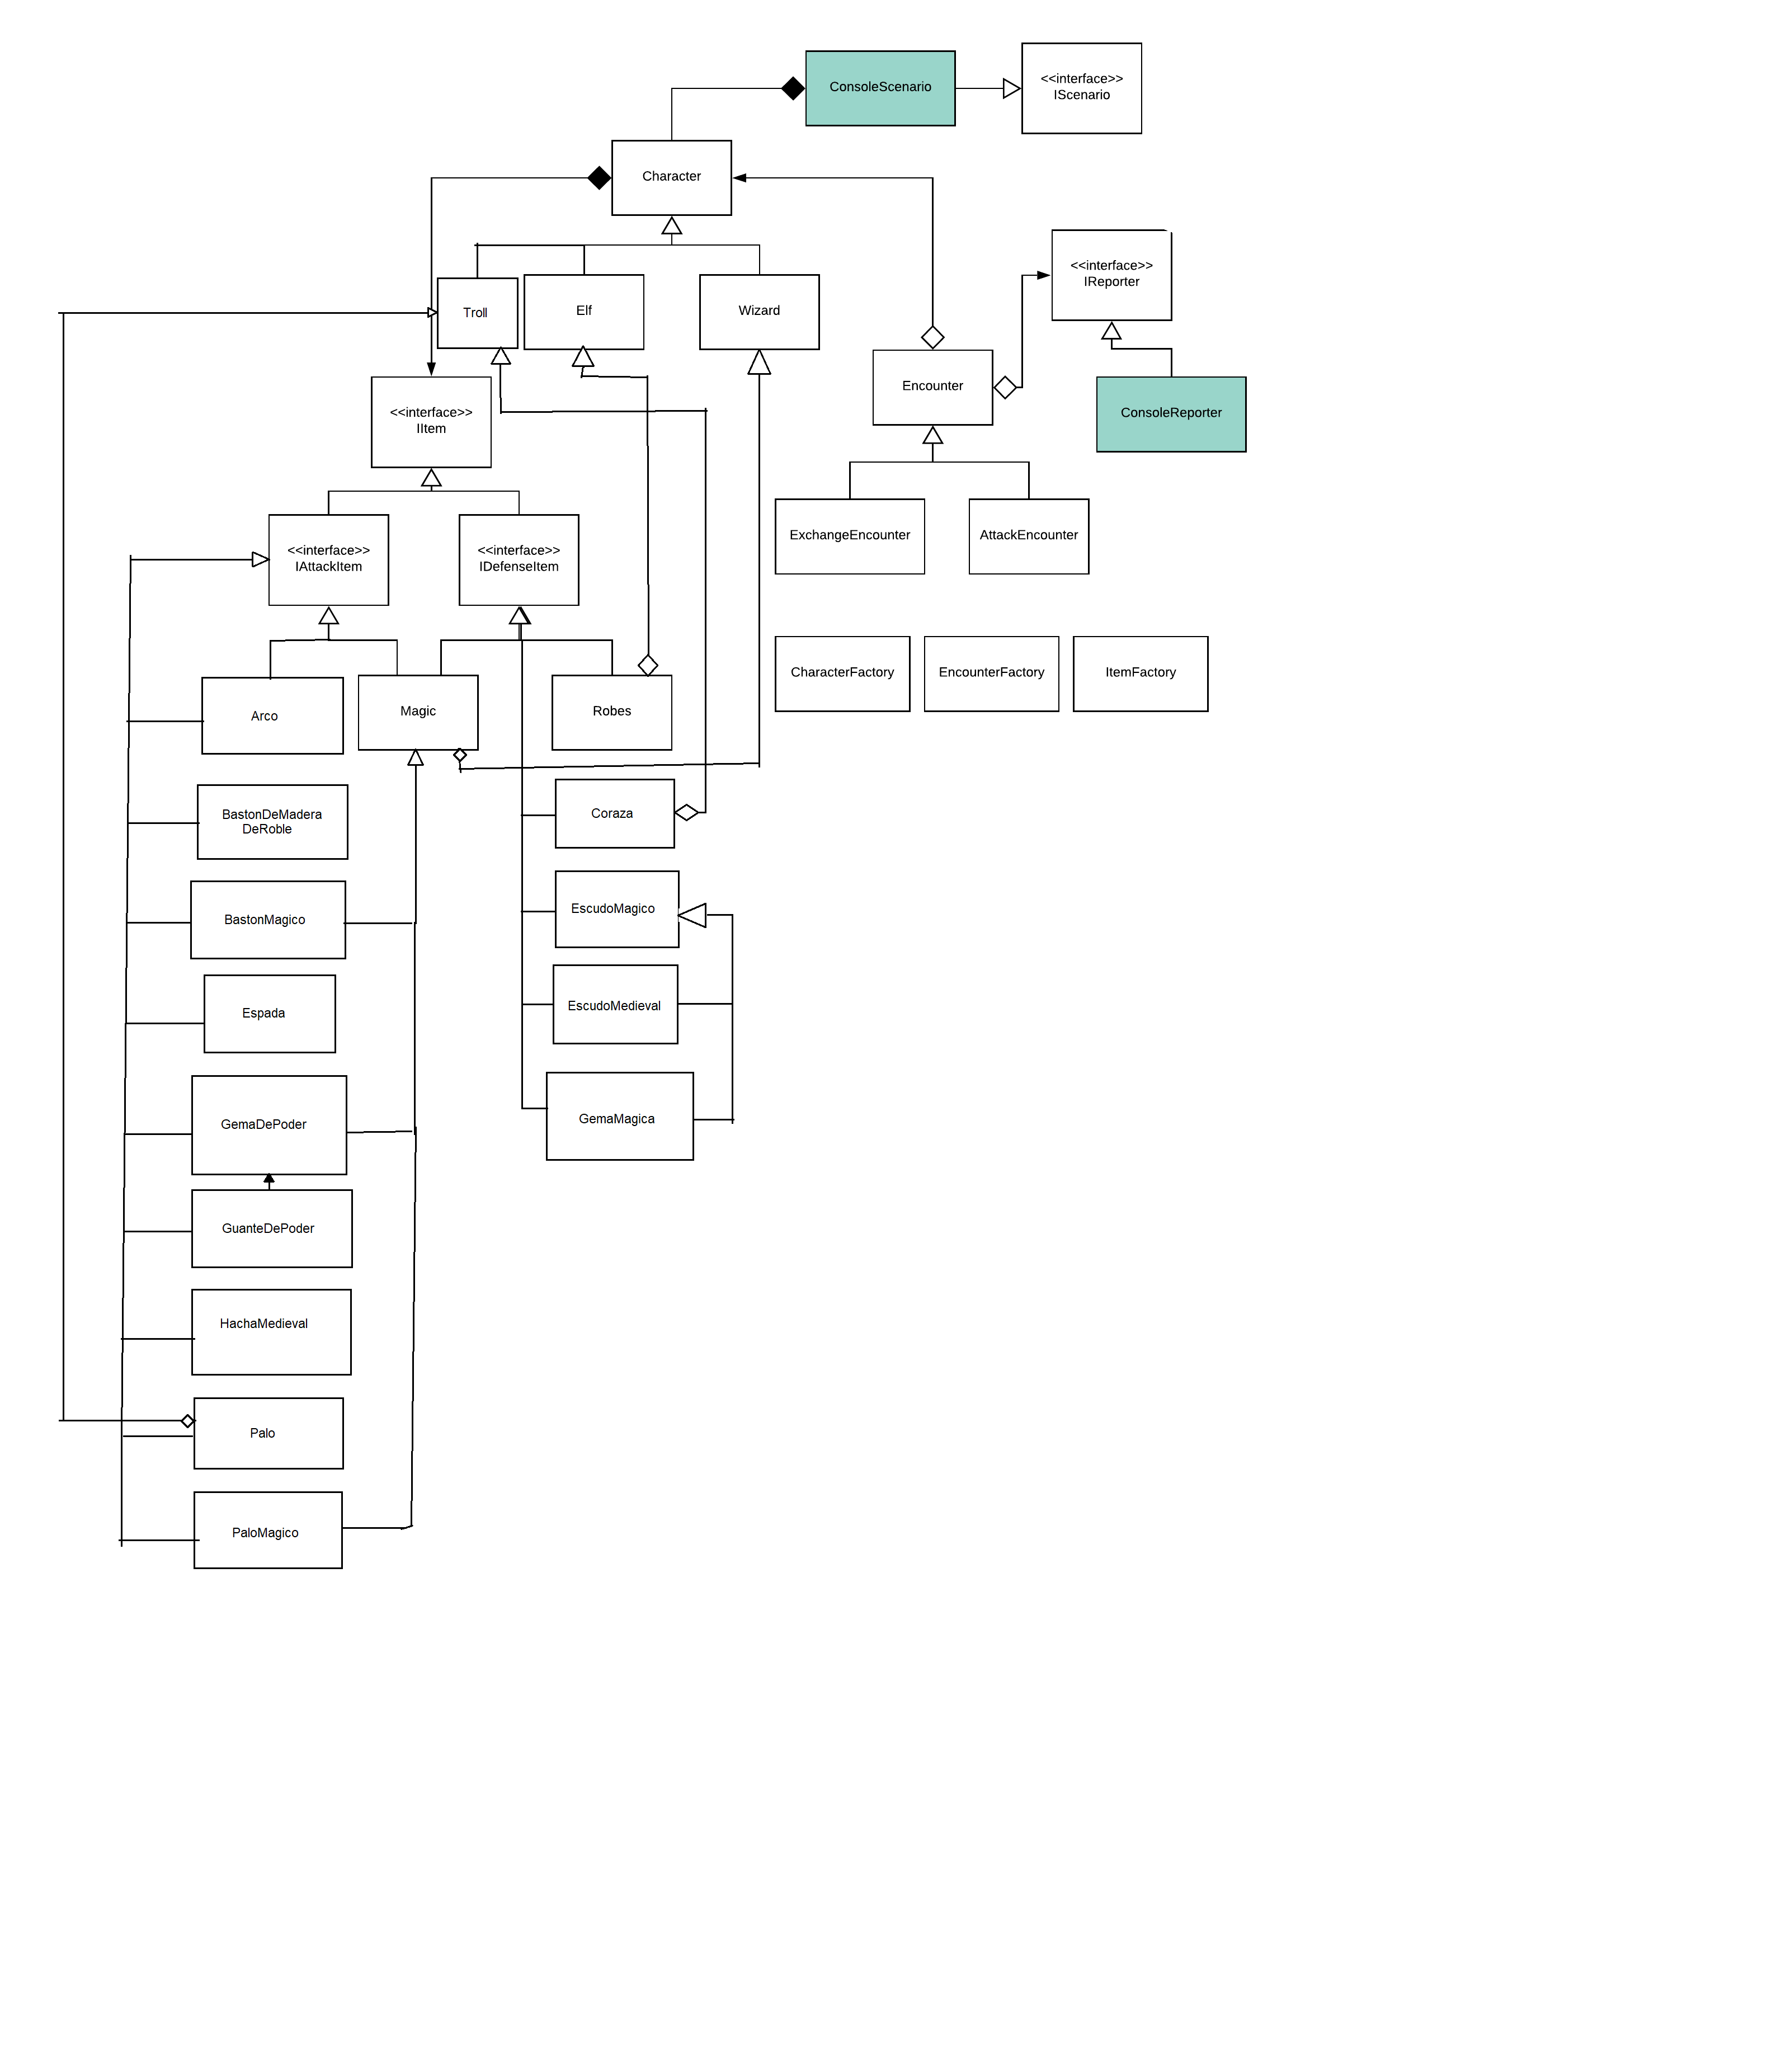 ConsoleScenario
<<interface>>
IScenario
Character
<<interface>>
IReporter
Troll
Elf
Wizard
Encounter
ConsoleReporter
<<interface>>
IItem
ExchangeEncounter
AttackEncounter
<<interface>>
IAttackItem
<<interface>>
IDefenseItem
CharacterFactory
EncounterFactory
ItemFactory
Arco
Magic
Robes
BastonDeMadera
DeRoble
Coraza
BastonMagico
EscudoMagico
Espada
EscudoMedieval
GemaDePoder
GemaMagica
GuanteDePoder
HachaMedieval
Palo
PaloMagico